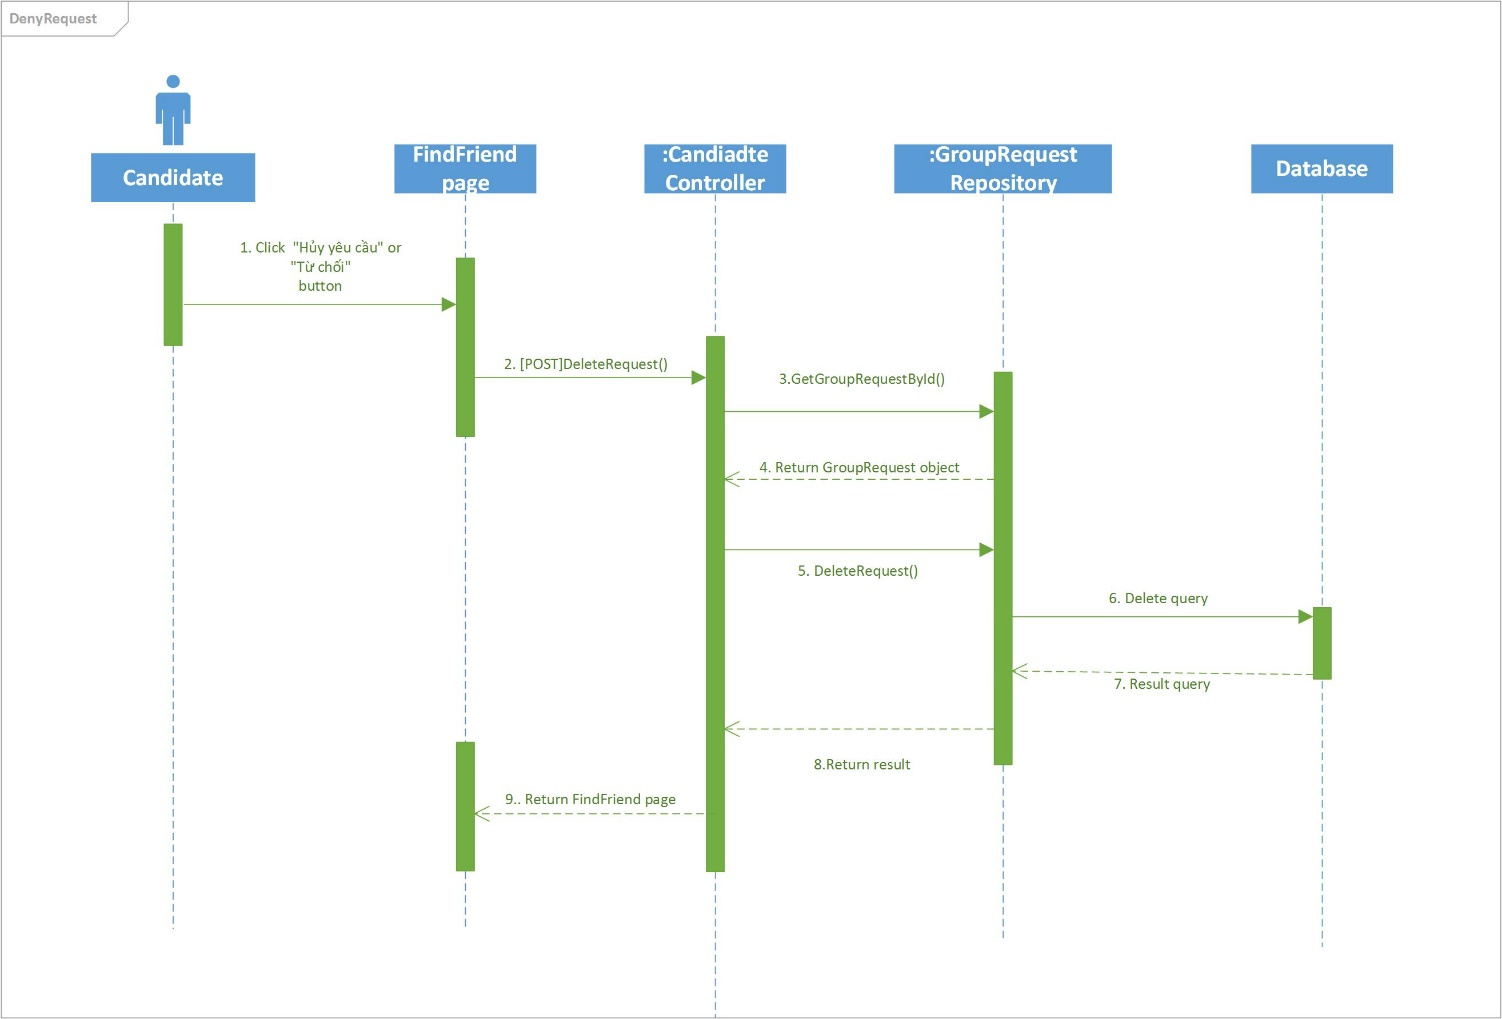 DenyRequest
Candidate
FindFriend
page
:Candiadte
Controller
:GroupRequest
Repository
Database
1. Click  "Hủy yêu cầu" or
"Từ chối"
button
2. [POST]DeleteRequest()
3.GetGroupRequestById()
4. Return GroupRequest object
5. DeleteRequest()
6. Delete query
7. Result query
8.Return result
9.. Return FindFriend page